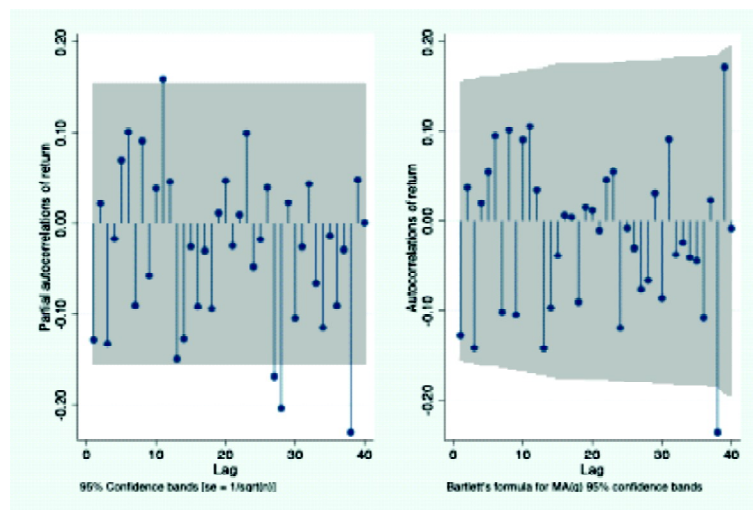 Partial autocorrelations of return
0.20
0.10
0.00
-0.10
-0.20
0 10 20 30 40
Lag
95% Confidence bands [se = 1/sqrt(n)]
Autocorrelations of return
0.20
0.10
0.00
-0.10
-0.20
0 10 20 30 40
Lag
Bartlett's formula for MA(q) 95% confidence bands